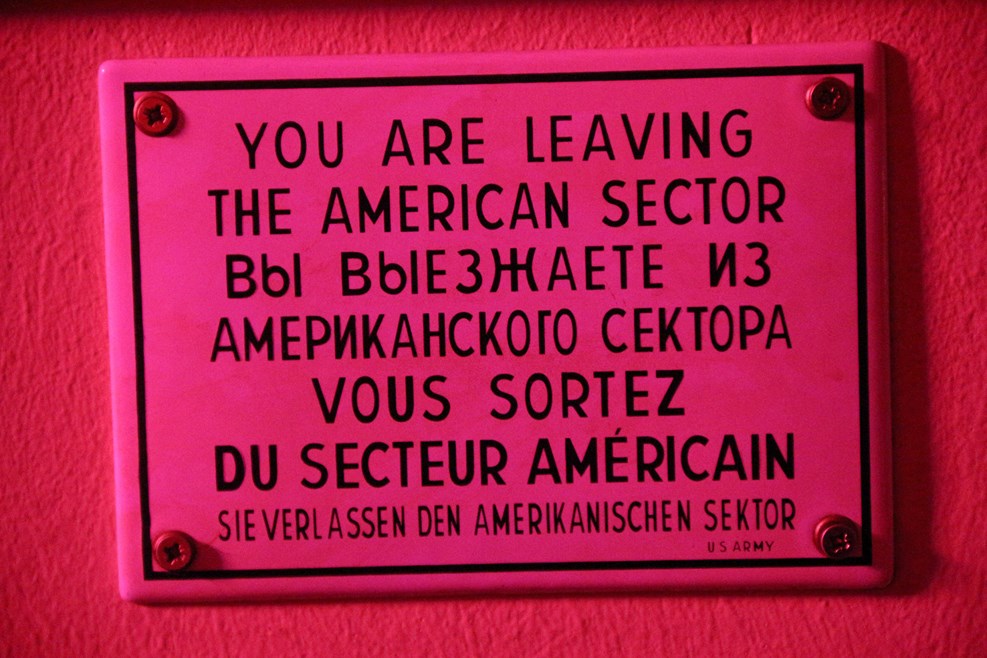 YOU ARE LEAVING
THE AMERICAN SECTOR
ВЫ ВЫЕЗЖАЕТЕ ИЗ
АМЕРИКАНСКОГО СЕКТОРА
VOUS SORTEZ
DU SECTEUR AMÉRICAIN
SIE VERLASSEN DEN AMERIKANISCHEN SEKTOR
US ARMY